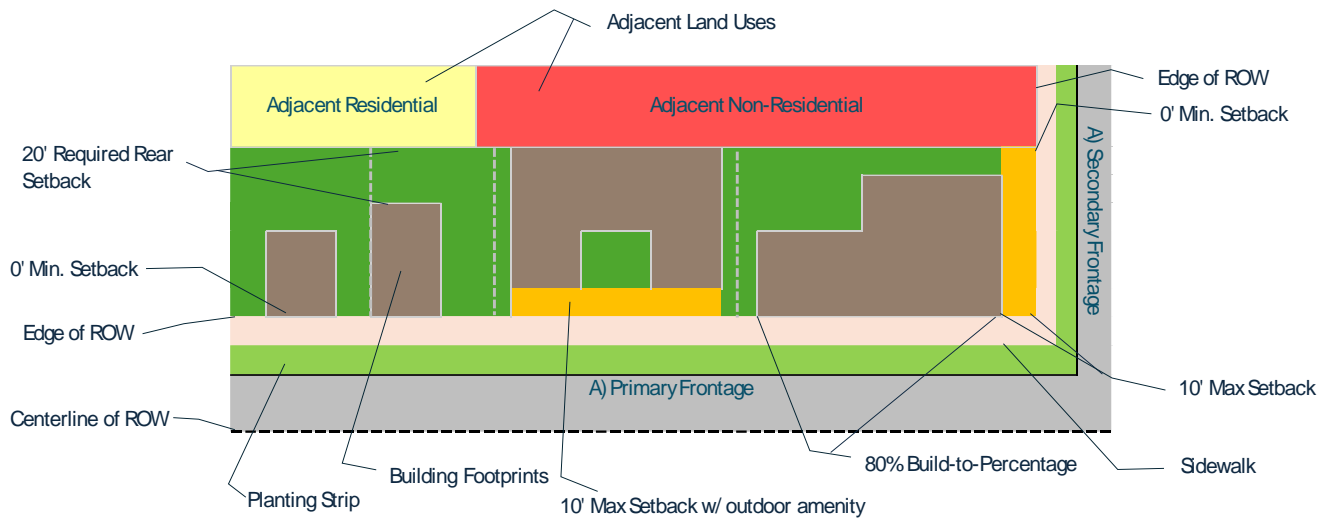 Adjacent Land Uses
Adjacent Residential
Adjacent Non-Residential
Edge of ROW
0' Min. Setback
20' Required Rear
Setback
A) Secondary Frontage
0' Min. Setback
Edge of ROW
A) Primary Frontage
10' Max Setback
Centerline of ROW
80% Build-to-Percentage
Sidewalk
Building Footprints
Planting Strip
10' Max Setback w/ outdoor amenity